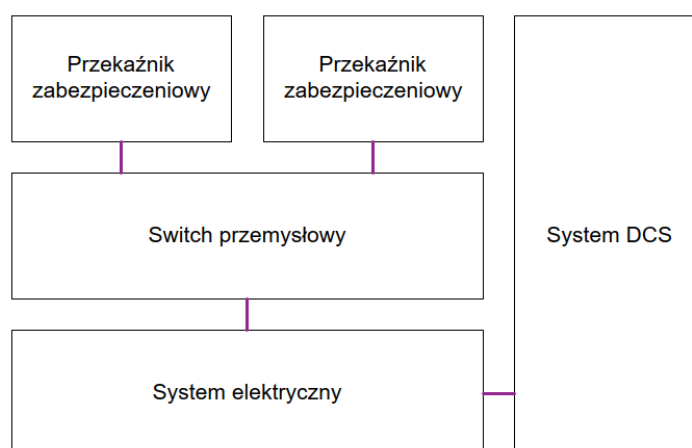 Przekaźnik
zabezpieczeniowy
Przekaźnik
zabezpieczeniowy
Switch przemysłowy
System DCS
System elektryczny